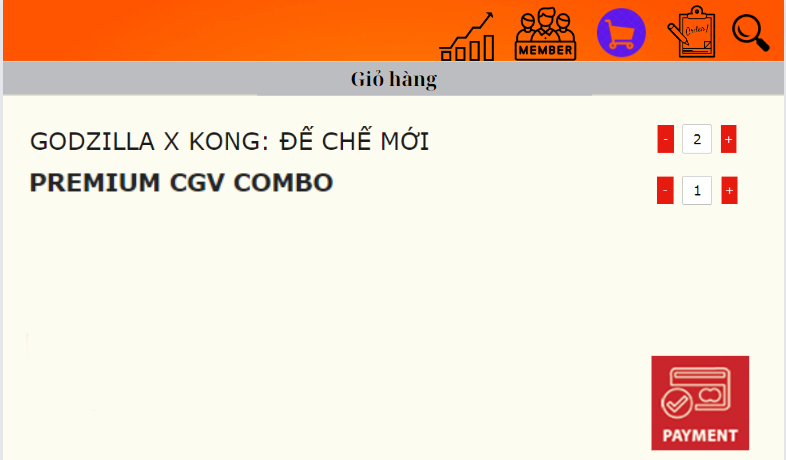 MEMBER
Order!
Giỏ hàng
GODZILLA X KONG: ĐẾ CHẾ MỚI
- 2 +
PREMIUM CGV COMBO
- 1 +
PAYMENT